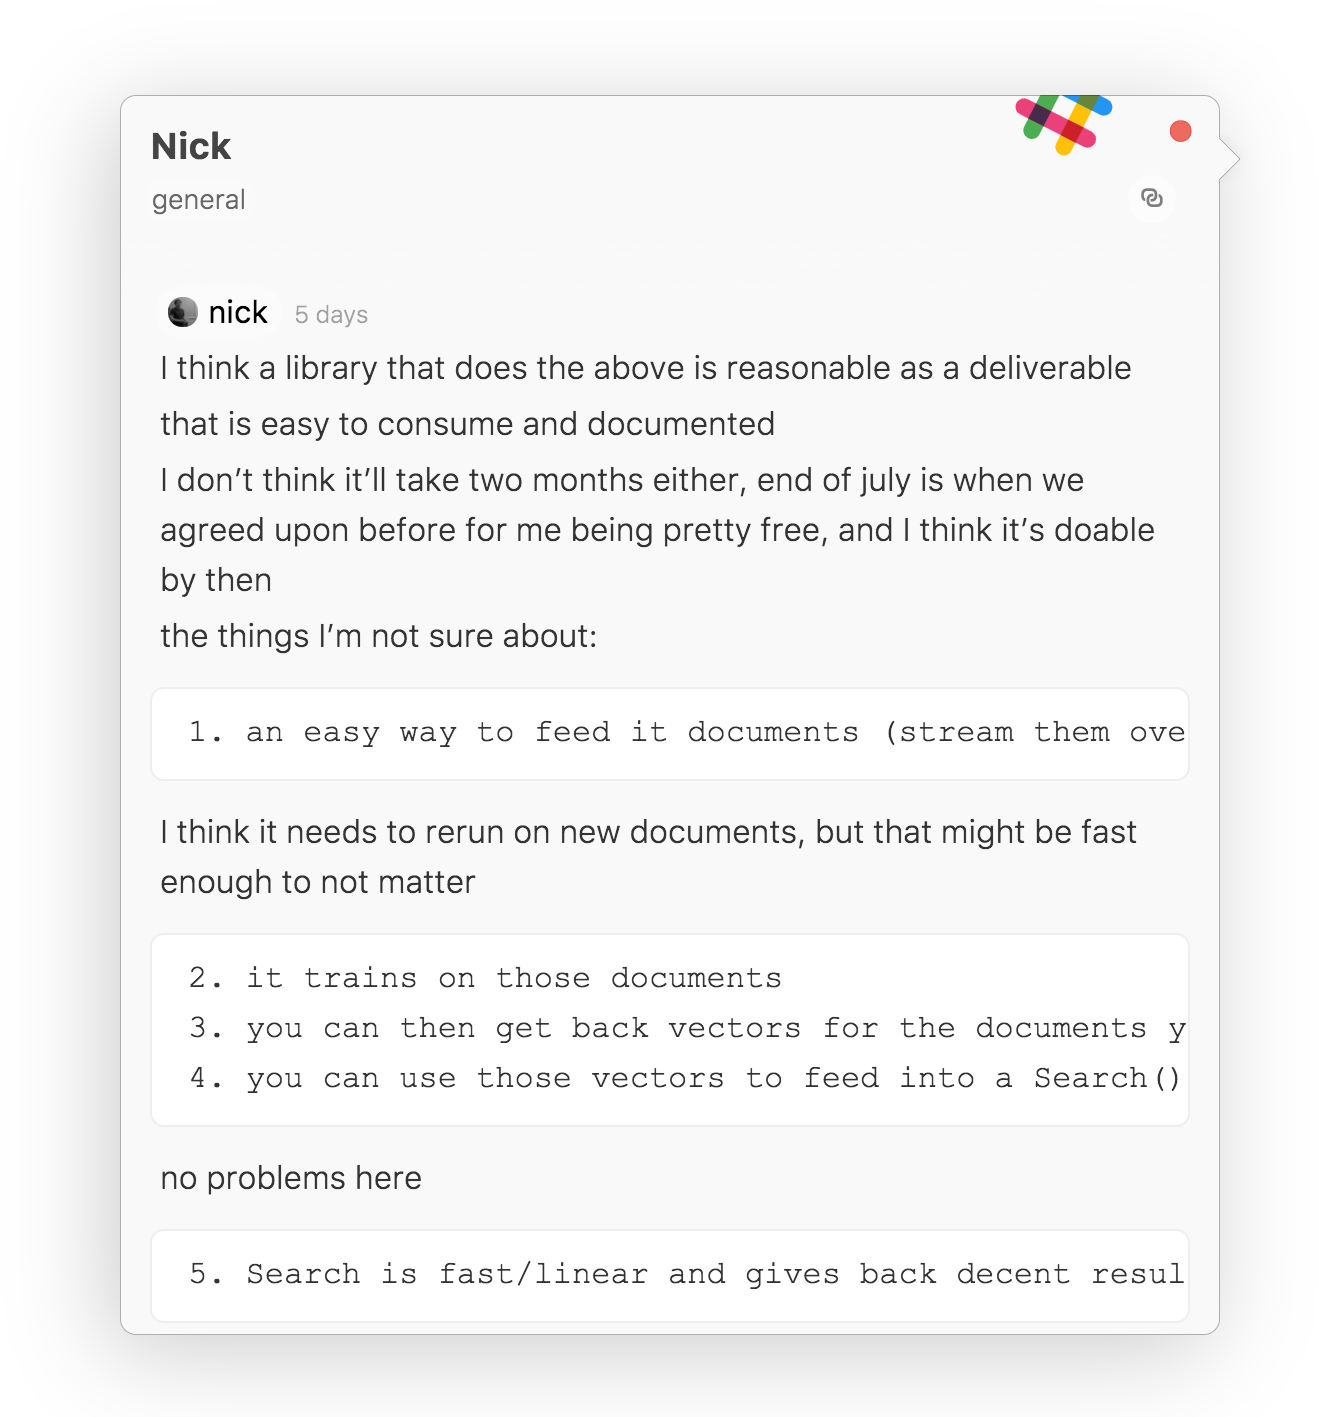 Nick
general
nick 5 days
I think a library that does the above is reasonable as a deliverable
that is easy to consume and documented
I don’t think it’ll take two months either, end of july is when we
agreed upon before for me being pretty free, and I think it’s doable
by then
the things I’m not sure about:
1. an easy way to feed it documents (stream them ove
I think it needs to rerun on new documents, but that might be fast
enough to not matter
2. it trains on those documents
3. you can then get back vectors for the documents y
4. you can use those vectors to feed into a Search()
no problems here
5. Search is fast/linear and gives back decent resul